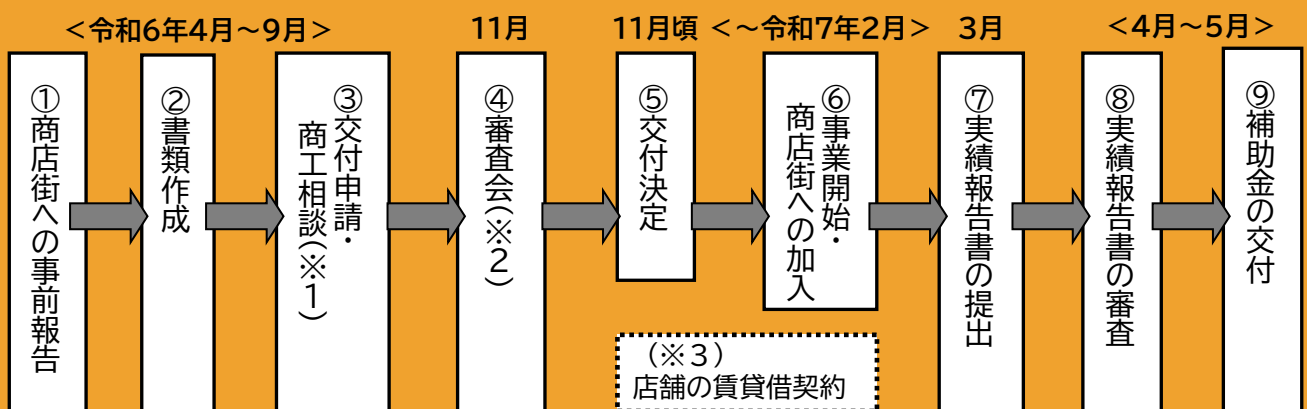 <令和6年4月～9月>
11月
11月頃
<～令和7年2月>
3月
<4月～5月>
①商店街への事前報告
②書類作成
③交付申請・
商工相談(※1)
④審査会(※2)
⑤交付決定
⑥事業開始・
商店街への加入
⑦実績報告書の提出
⑧実績報告書の審査
⑨補助金の交付
(※3)
店舗の賃貸借契約